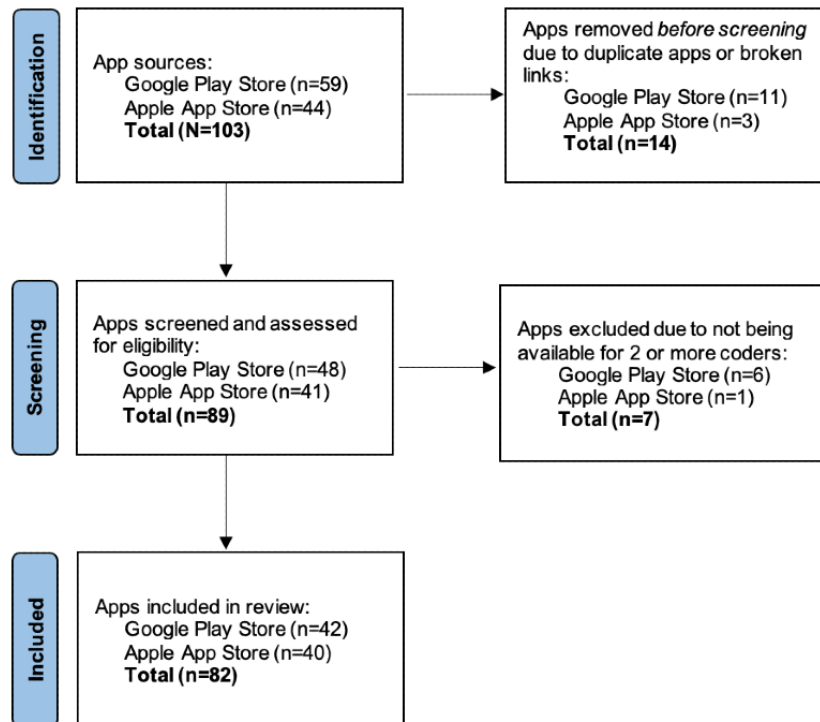 Identification
App sources:
Google Play Store (n=59)
Apple App Store (n=44)
Total (N=103)
Apps removed before screening
due to duplicate apps or broken
links:
Google Play Store (n=11)
Apple App Store (n=3)
Total (n=14)
Screening
Apps screened and assessed
for eligibility:
Google Play Store (n=48)
Apple App Store (n=41)
Total (n=89)
Apps excluded due to not being
available for 2 or more coders:
Google Play Store (n=6)
Apple App Store (n=1)
Total (n=7)
Included
Apps included in review:
Google Play Store (n=42)
Apple App Store (n=40)
Total (n=82)